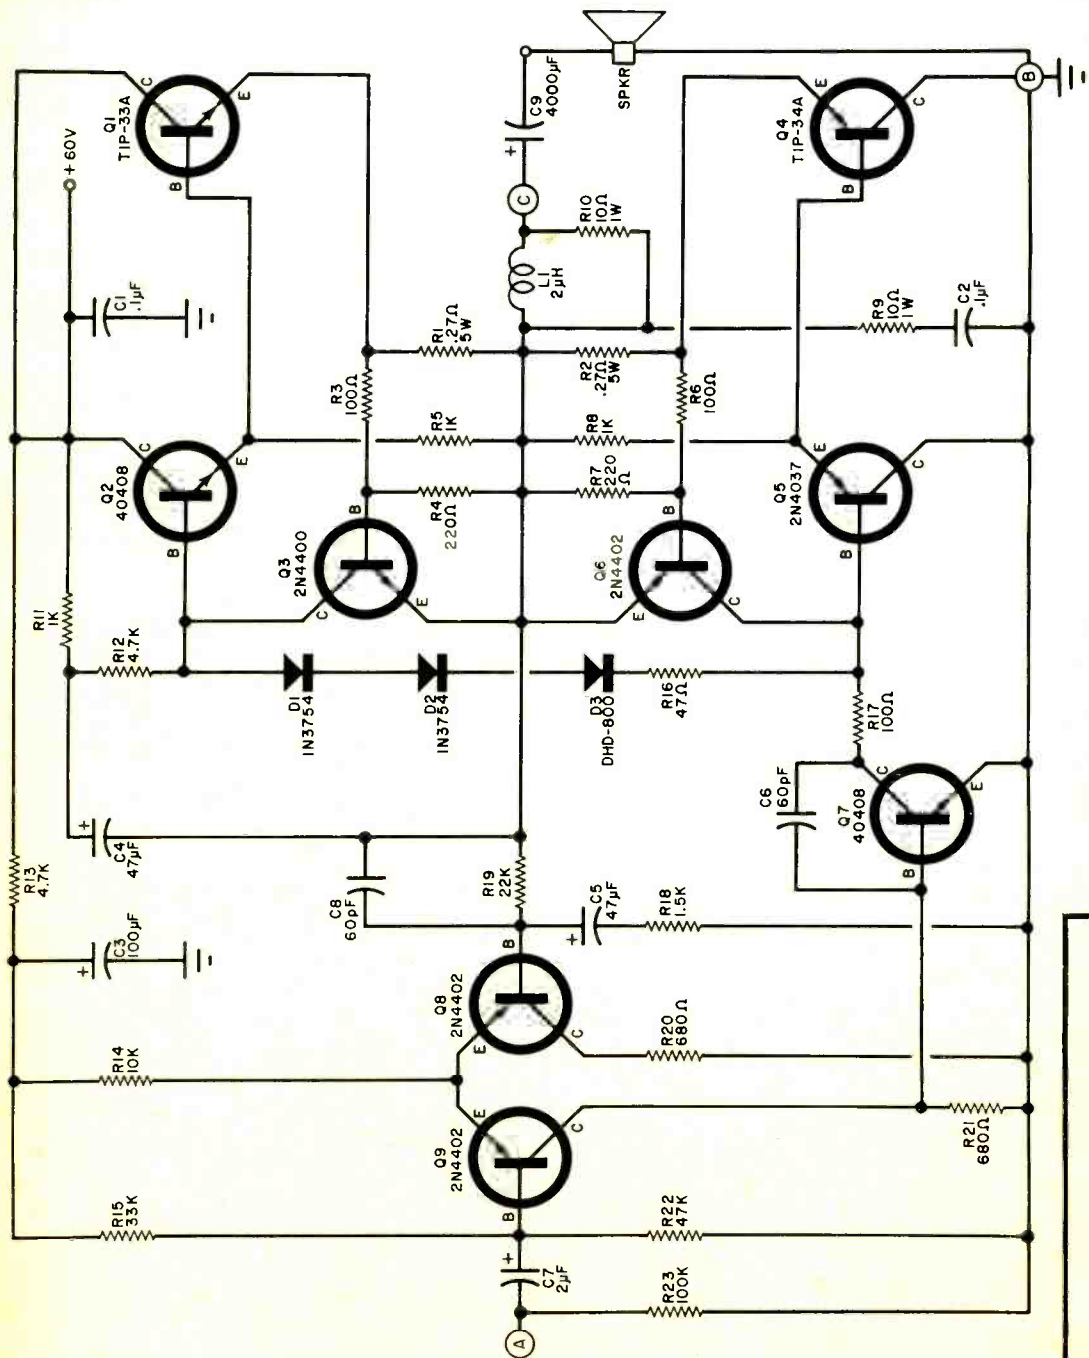 Q1
TIP-33A
C
E
B
+60V
C1
.1µF
Q2
40408
C
E
B
R11
1K
R12
4.7K
R13
4.7K
C3
100µF
+
R14
10K
R15
33K
C4
47µF
+
SPKR
C9
4000µF
+
C
R10
10Ω
1W
L1
2µH
R1
.27Ω
5W
R3
100Ω
R5
1K
R4
220Ω
Q3
2N4400
B
C
E
R2
.27Ω
5W
R6
100Ω
R8
1K
R7
220
Ω
Q6
2N4402
B
E
C
D1
1N3754
D2
1N3754
D3
DHD-800
R16
47Ω
C8
60pF
R19
22K
C5
47µF
+
R18
1.5K
Q8
2N4402
B
E
C
R20
680Ω
Q9
2N4402
E
C
B
C7
2µF
+
R22
47K
R23
100K
A
Q4
TIP-34A
E
C
B
B
R9
10Ω
1W
C2
.1µF
Q5
2N4037
E
C
B
R17
100Ω
C6
60pF
Q7
40408
C
E
B
R21
680Ω